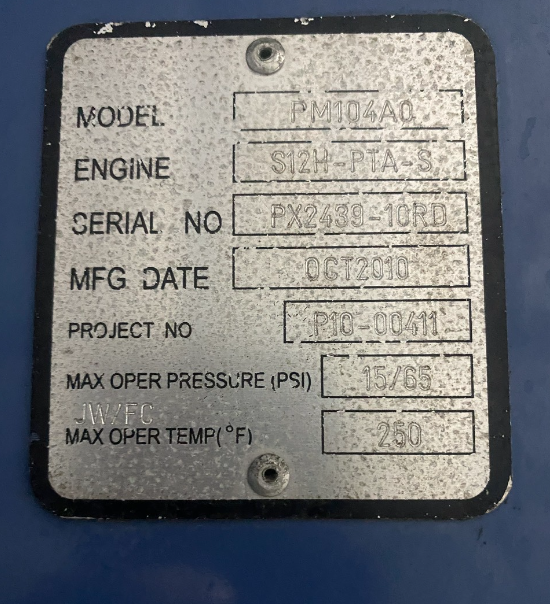 MODEL PM104A0
ENGINE S12H-PTA-S
SERIAL NO PX2439-10RD
MFG DATE OCT2010
PROJECT NO P10-00411
MAX OPER PRESSURE (PSI) 15/65
JW/FC
MAX OPER TEMP(°F) 250